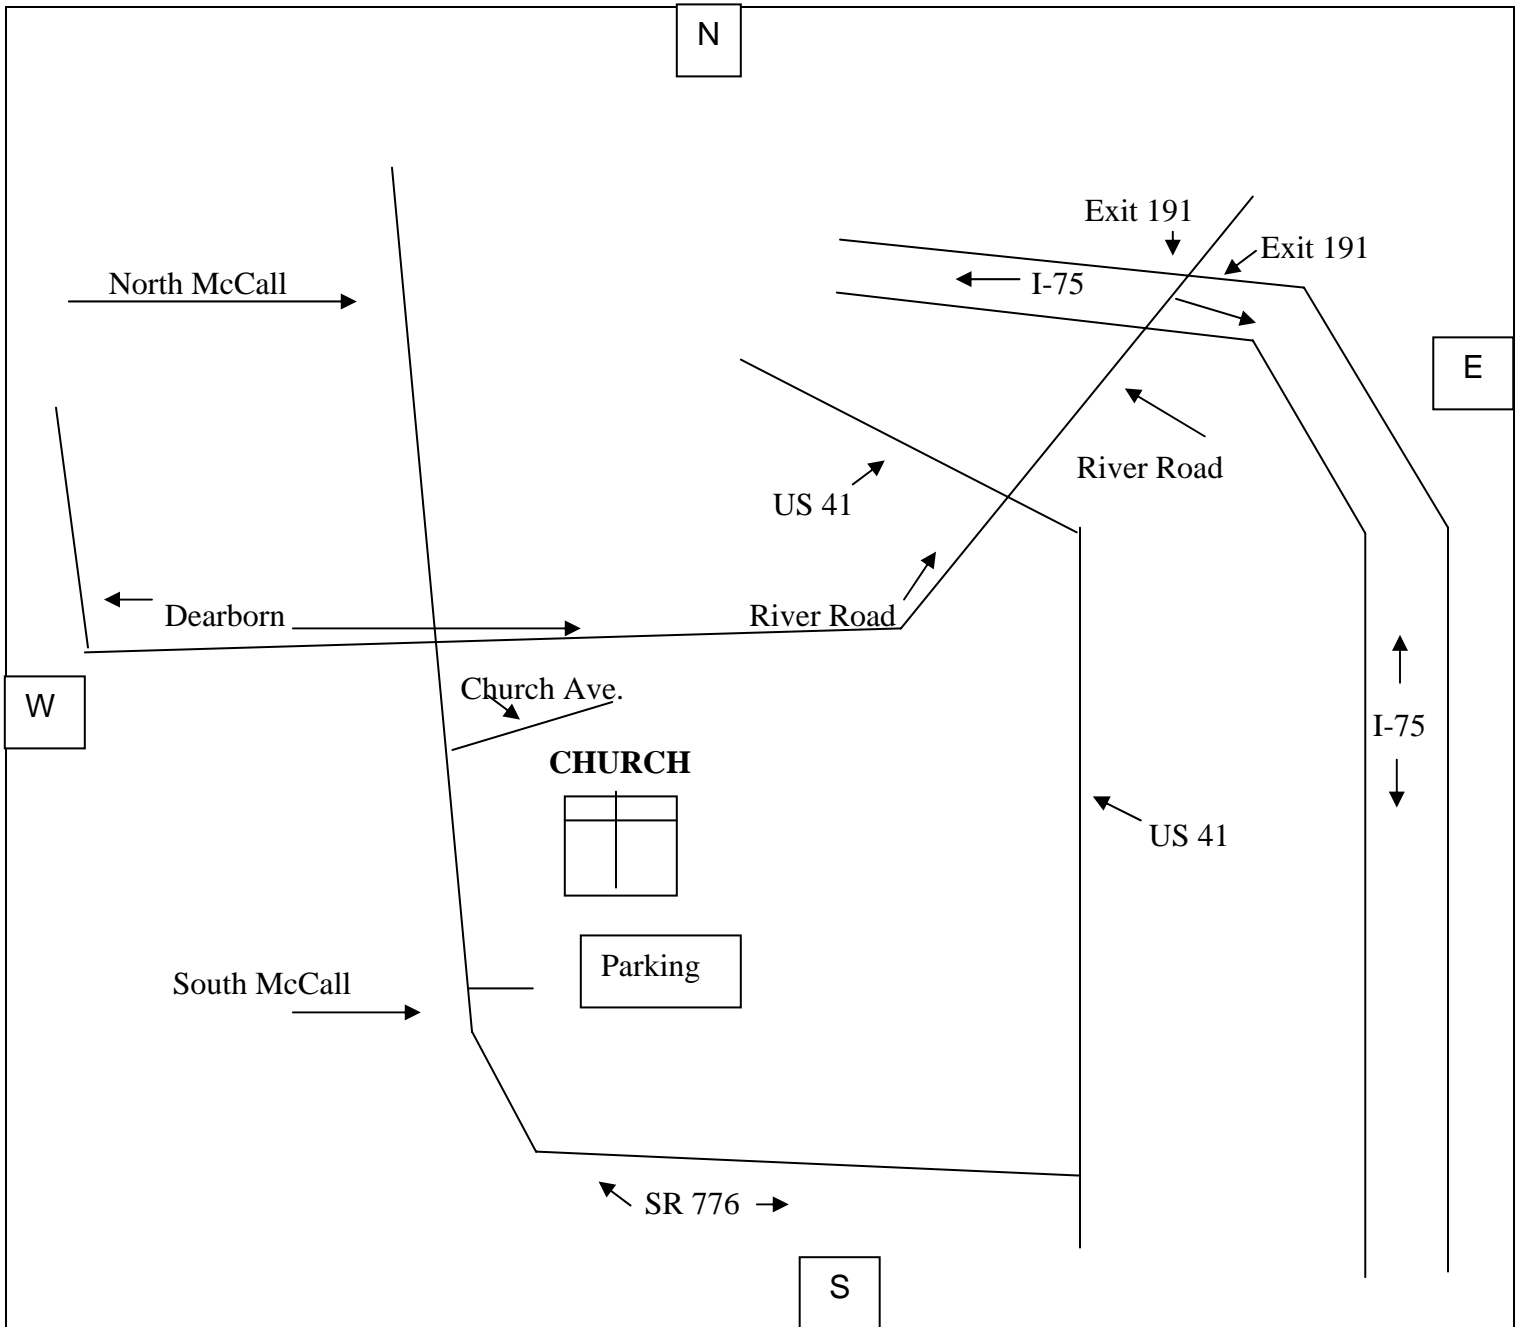 N
Exit 191
Exit 191
North McCall
I-75
E
River Road
US 41
Dearborn
River Road
Church Ave.
W
I-75
CHURCH
US 41
Parking
South McCall
SR 776
S